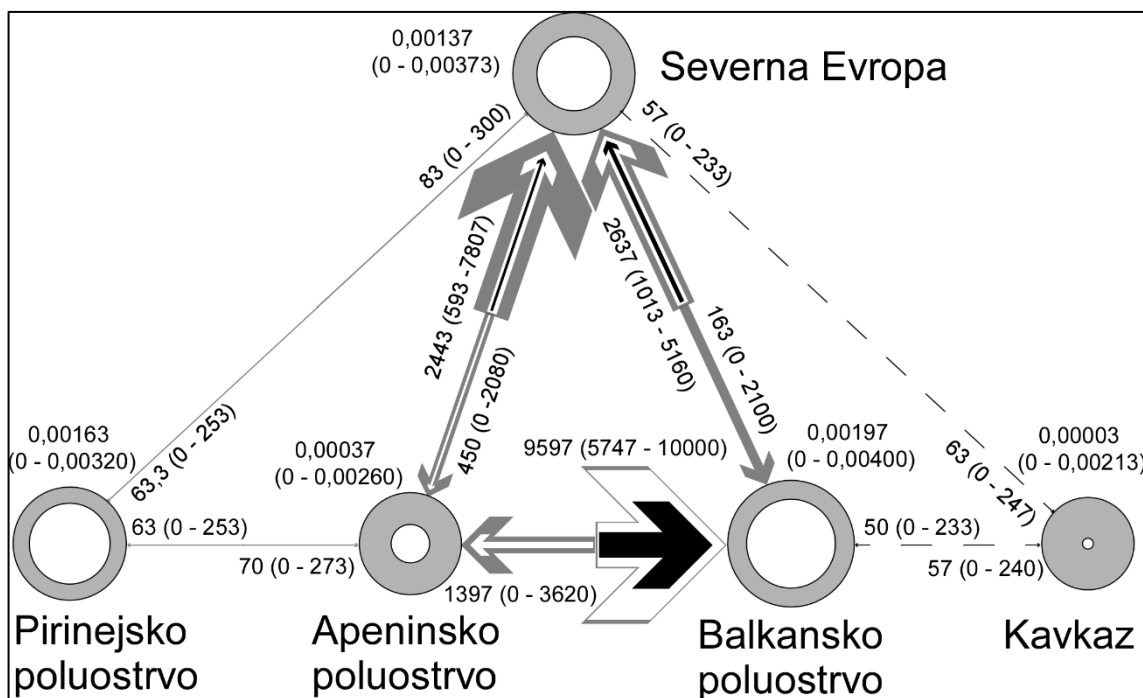 0,00137
(0 - 0,00373)
Severna Evropa
83 (0 - 300)
57 (0 - 233)
2443 (593 -7807)
450 (0 -2080)
2637 (1013 - 5160)
163 (0 - 2100)
63,3 (0 - 253)
63 (0 - 247)
0,00163
(0 - 0,00320)
0,00037
(0 - 0,00260)
9597 (5747 - 10000)
0,00197
(0 - 0,00400)
0,00003
(0 - 0,00213)
63 (0 - 253)
70 (0 - 273)
1397 (0 - 3620)
50 (0 - 233)
57 (0 - 240)
Pirinejsko
poluostrvo
Apeninsko
poluostrvo
Balkansko
poluostrvo
Kavkaz